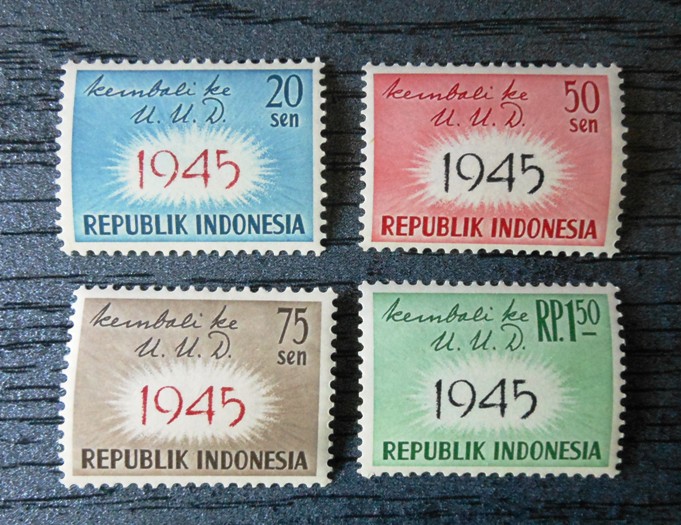 kembali ke
U. U. D.
20
sen
1945
REPUBLIK INDONESIA
kembali ke
U. U. D.
50
sen
1945
REPUBLIK INDONESIA
kembali ke
U. U. D.
75
sen
1945
REPUBLIK INDONESIA
kembali ke
U. U. D.
RP.1 50
1945
REPUBLIK INDONESIA